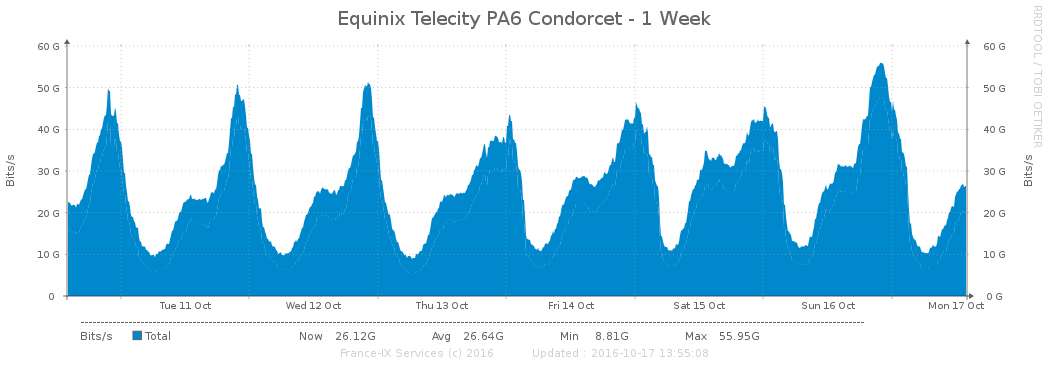 Equinix Telecity PA6 Condorcet - 1 Week
RRDTOOL / TOBI OETIKER
Bits/s
60 G
50 G
40 G
30 G
20 G
10 G
0
60 G
50 G
40 G
30 G
20 G
10 G
0 G
Bits/s
Tue 11 Oct Wed 12 Oct Thu 13 Oct Fri 14 Oct Sat 15 Oct Sun 16 Oct Mon 17 Oct
Bits/s Total Now 26.12G Avg 26.64G Min 8.81G Max 55.95G
France-IX Services (c) 2016 Updated : 2016-10-17 13:55:08